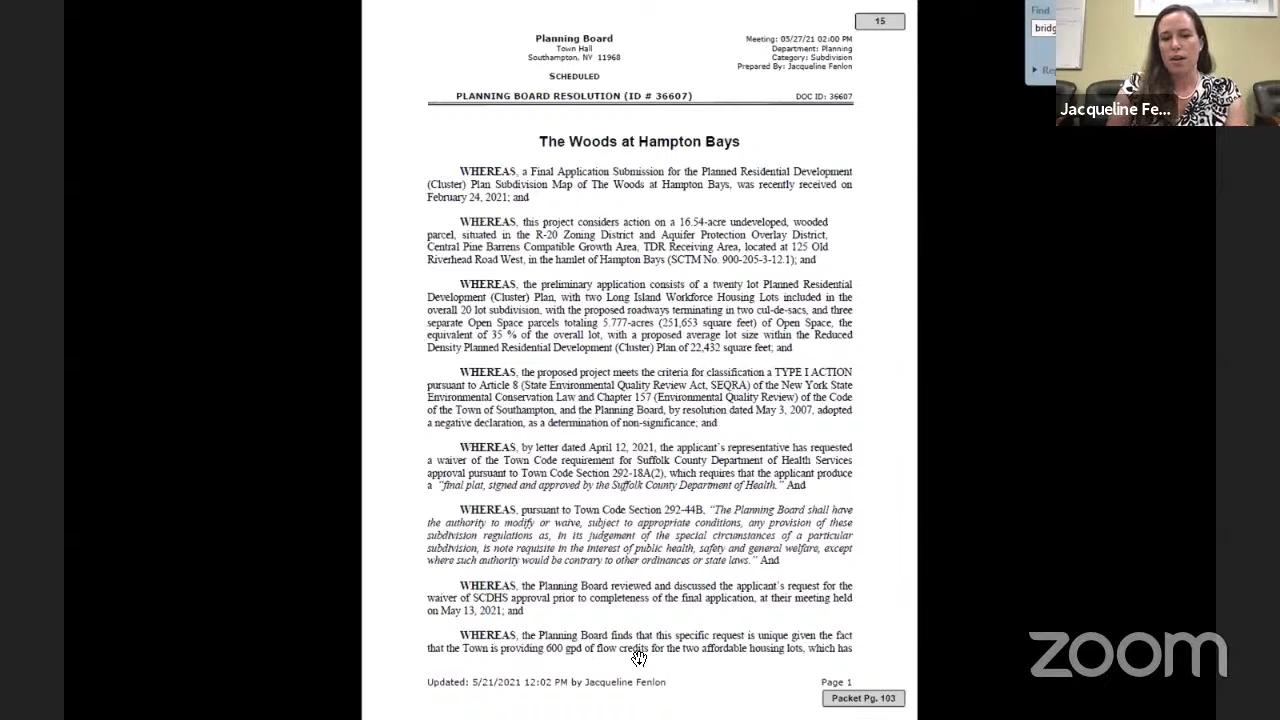 15
Planning Board
Town Hall
Southampton, NY 11968
SCHEDULED
Meeting: 05/27/21 02:00 PM
Department: Planning
Category: Subdivision
Prepared By: Jacqueline Fenlon
PLANNING BOARD RESOLUTION (ID # 36607)
DOC ID: 36607
The Woods at Hampton Bays
WHEREAS, a Final Application Submission for the Planned Residential Development
(Cluster) Plan Subdivision Map of The Woods at Hampton Bays, was recently received on
February 24, 2021; and
WHEREAS, this project considers action on a 16.54-acre undeveloped, wooded
parcel, situated in the R-20 Zoning District and Aquifer Protection Overlay District,
Central Pine Barrens Compatible Growth Area, TDR Receiving Area, located at 125 Old
Riverhead Road West, in the hamlet of Hampton Bays (SCTM No. 900-205-3-12.1); and
WHEREAS, the preliminary application consists of a twenty lot Planned Residential
Development (Cluster) Plan, with two Long Island Workforce Housing Lots included in the
overall 20 lot subdivision, with the proposed roadways terminating in two cul-de-sacs, and three
separate Open Space parcels totaling 5.777-acres (251,653 square feet) of Open Space, the
equivalent of 35 % of the overall lot, with a proposed average lot size within the Reduced
Density Planned Residential Development (Cluster) Plan of 22,432 square feet; and
WHEREAS, the proposed project meets the criteria for classification a TYPE I ACTION
pursuant to Article 8 (State Environmental Quality Review Act, SEQRA) of the New York State
Environmental Conservation Law and Chapter 157 (Environmental Quality Review) of the Code
of the Town of Southampton, and the Planning Board, by resolution dated May 3, 2007, adopted
a negative declaration, as a determination of non-significance; and
WHEREAS, by letter dated April 12, 2021, the applicant's representative has requested
a waiver of the Town Code requirement for Suffolk County Department of Health Services
approval pursuant to Town Code Section 292-18A(2), which requires that the applicant produce
a "final plat, signed and approved by the Suffolk County Department of Health." And
WHEREAS, pursuant to Town Code Section 292-44B, "The Planning Board shall have
the authority to modify or waive, subject to appropriate conditions, any provision of these
subdivision regulations as, in its judgement of the special circumstances of a particular
subdivision, is note requisite in the interest of public health, safety and general welfare, except
where such authority would be contrary to other ordinances or state laws." And
WHEREAS, the Planning Board reviewed and discussed the applicant's request for the
waiver of SCDHS approval prior to completeness of the final application, at their meeting held
on May 13, 2021; and
WHEREAS, the Planning Board finds that this specific request is unique given the fact
that the Town is providing 600 gpd of flow credits for the two affordable housing lots, which has
Updated: 5/21/2021 12:02 PM by Jacqueline Fenlon
Page 1
Packet Pg. 103
Find
Jacqueline Fe...
zoom